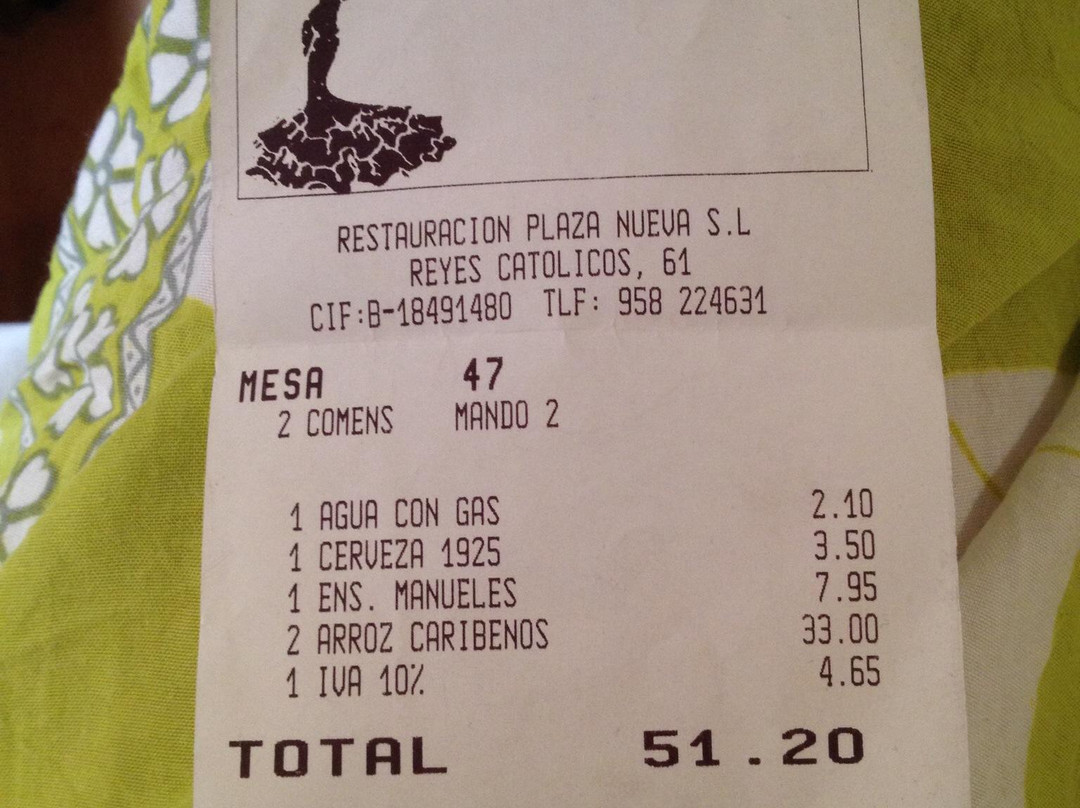 RESTAURACION PLAZA NUEVA S.L
REYES CATOLICOS, 61
CIF:B-18491480 TLF: 958 224631
MESA 47
2 COMENS MANDO 2
1 AGUA CON GAS 2.10
1 CERVEZA 1925 3.50
1 ENS. MANUELES 7.95
2 ARROZ CARIBENOS 33.00
1 IVA 10% 4.65
TOTAL 51.20